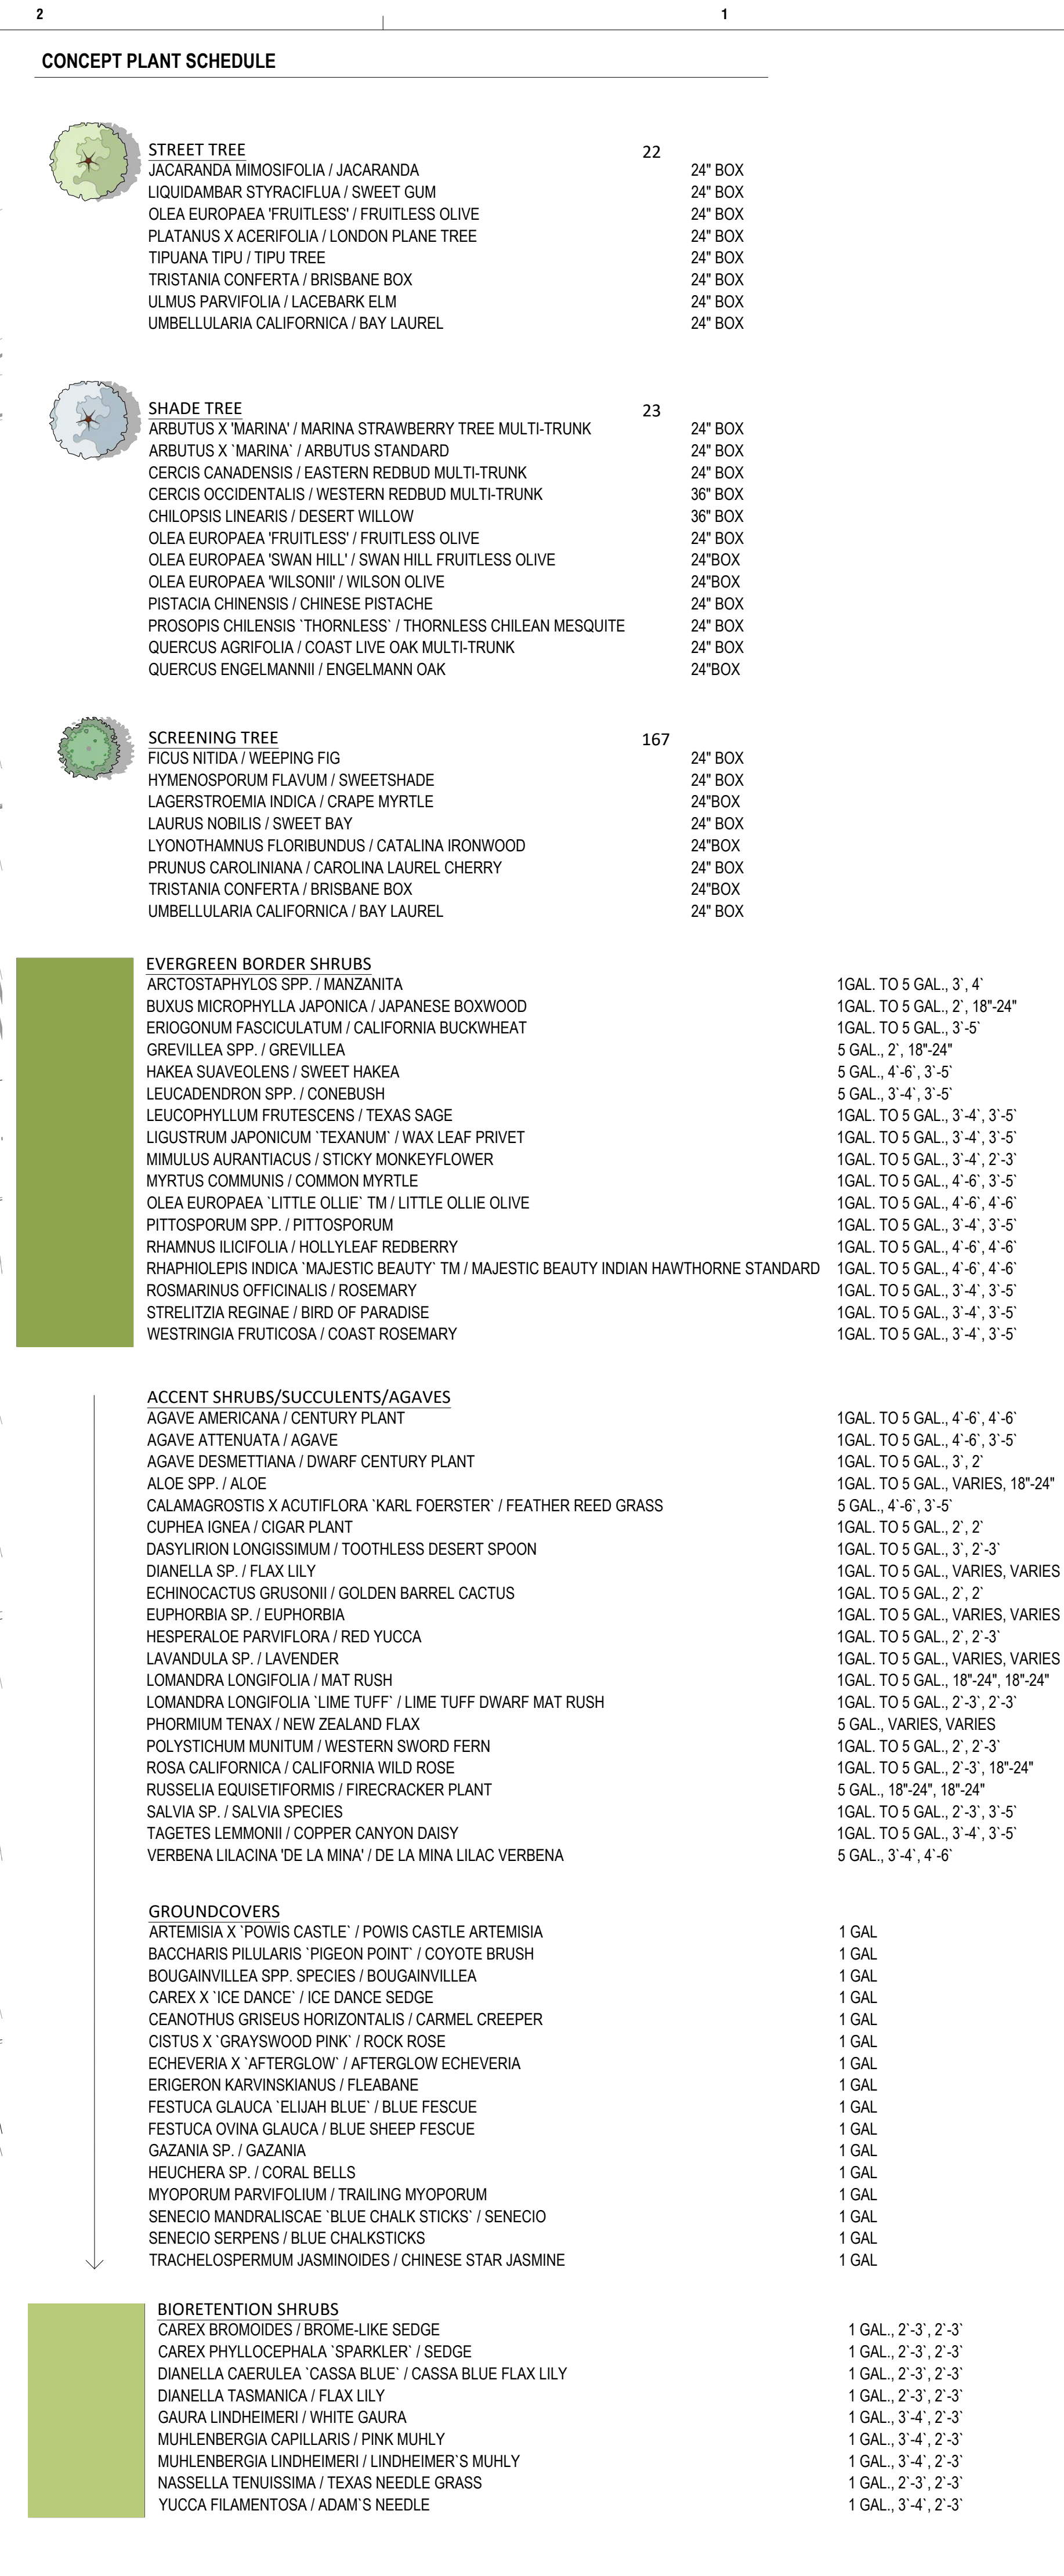 2 1
CONCEPT PLANT SCHEDULE
STREET TREE 22
JACARANDA MIMOSIFOLIA / JACARANDA 24" BOX
LIQUIDAMBAR STYRACIFLUA / SWEET GUM 24" BOX
OLEA EUROPAEA 'FRUITLESS' / FRUITLESS OLIVE 24" BOX
PLATANUS X ACERIFOLIA / LONDON PLANE TREE 24" BOX
TIPUANA TIPU / TIPU TREE 24" BOX
TRISTANIA CONFERTA / BRISBANE BOX 24" BOX
ULMUS PARVIFOLIA / LACEBARK ELM 24" BOX
UMBELLULARIA CALIFORNICA / BAY LAUREL 24" BOX
SHADE TREE 23
ARBUTUS X 'MARINA' / MARINA STRAWBERRY TREE MULTI-TRUNK 24" BOX
ARBUTUS X `MARINA` / ARBUTUS STANDARD 24" BOX
CERCIS CANADENSIS / EASTERN REDBUD MULTI-TRUNK 24" BOX
CERCIS OCCIDENTALIS / WESTERN REDBUD MULTI-TRUNK 36" BOX
CHILOPSIS LINEARIS / DESERT WILLOW 36" BOX
OLEA EUROPAEA 'FRUITLESS' / FRUITLESS OLIVE 24" BOX
OLEA EUROPAEA 'SWAN HILL' / SWAN HILL FRUITLESS OLIVE 24"BOX
OLEA EUROPAEA 'WILSONII' / WILSON OLIVE 24"BOX
PISTACIA CHINENSIS / CHINESE PISTACHE 24" BOX
PROSOPIS CHILENSIS `THORNLESS` / THORNLESS CHILEAN MESQUITE 24" BOX
QUERCUS AGRIFOLIA / COAST LIVE OAK MULTI-TRUNK 24" BOX
QUERCUS ENGELMANNII / ENGELMANN OAK 24"BOX
SCREENING TREE 167
FICUS NITIDA / WEEPING FIG 24" BOX
HYMENOSPORUM FLAVUM / SWEETSHADE 24" BOX
LAGERSTROEMIA INDICA / CRAPE MYRTLE 24"BOX
LAURUS NOBILIS / SWEET BAY 24" BOX
LYONOTHAMNUS FLORIBUNDUS / CATALINA IRONWOOD 24"BOX
PRUNUS CAROLINIANA / CAROLINA LAUREL CHERRY 24" BOX
TRISTANIA CONFERTA / BRISBANE BOX 24"BOX
UMBELLULARIA CALIFORNICA / BAY LAUREL 24" BOX
EVERGREEN BORDER SHRUBS
ARCTOSTAPHYLOS SPP. / MANZANITA 1GAL. TO 5 GAL., 3`, 4`
BUXUS MICROPHYLLA JAPONICA / JAPANESE BOXWOOD 1GAL. TO 5 GAL., 2`, 18"-24"
ERIOGONUM FASCICULATUM / CALIFORNIA BUCKWHEAT 1GAL. TO 5 GAL., 3`-5`
GREVILLEA SPP. / GREVILLEA 5 GAL., 2`, 18"-24"
HAKEA SUAVEOLENS / SWEET HAKEA 5 GAL., 4`-6`, 3`-5`
LEUCADENDRON SPP. / CONEBUSH 5 GAL., 3`-4`, 3`-5`
LEUCOPHYLLUM FRUTESCENS / TEXAS SAGE 1GAL. TO 5 GAL., 3`-4`, 3`-5`
LIGUSTRUM JAPONICUM `TEXANUM` / WAX LEAF PRIVET 1GAL. TO 5 GAL., 3`-4`, 3`-5`
MIMULUS AURANTIACUS / STICKY MONKEYFLOWER 1GAL. TO 5 GAL., 3`-4`, 2`-3`
MYRTUS COMMUNIS / COMMON MYRTLE 1GAL. TO 5 GAL., 4`-6`, 3`-5`
OLEA EUROPAEA `LITTLE OLLIE` TM / LITTLE OLLIE OLIVE 1GAL. TO 5 GAL., 4`-6`, 4`-6`
PITTOSPORUM SPP. / PITTOSPORUM 1GAL. TO 5 GAL., 3`-4`, 3`-5`
RHAMNUS ILICIFOLIA / HOLLYLEAF REDBERRY 1GAL. TO 5 GAL., 4`-6`, 4`-6`
RHAPHIOLEPIS INDICA `MAJESTIC BEAUTY` TM / MAJESTIC BEAUTY INDIAN HAWTHORNE STANDARD 1GAL. TO 5 GAL., 4`-6`, 4`-6`
ROSMARINUS OFFICINALIS / ROSEMARY 1GAL. TO 5 GAL., 3`-4`, 3`-5`
STRELITZIA REGINAE / BIRD OF PARADISE 1GAL. TO 5 GAL., 3`-4`, 3`-5`
WESTRINGIA FRUTICOSA / COAST ROSEMARY 1GAL. TO 5 GAL., 3`-4`, 3`-5`
ACCENT SHRUBS/SUCCULENTS/AGAVES
AGAVE AMERICANA / CENTURY PLANT 1GAL. TO 5 GAL., 4`-6`, 4`-6`
AGAVE ATTENUATA / AGAVE 1GAL. TO 5 GAL., 4`-6`, 3`-5`
AGAVE DESMETTIANA / DWARF CENTURY PLANT 1GAL. TO 5 GAL., 3`, 2`
ALOE SPP. / ALOE 1GAL. TO 5 GAL., VARIES, 18"-24"
CALAMAGROSTIS X ACUTIFLORA `KARL FOERSTER` / FEATHER REED GRASS 5 GAL., 4`-6`, 3`-5`
CUPHEA IGNEA / CIGAR PLANT 1GAL. TO 5 GAL., 2`, 2`
DASYLIRION LONGISSIMUM / TOOTHLESS DESERT SPOON 1GAL. TO 5 GAL., 3`, 2`-3`
DIANELLA SP. / FLAX LILY 1GAL. TO 5 GAL., VARIES, VARIES
ECHINOCACTUS GRUSONII / GOLDEN BARREL CACTUS 1GAL. TO 5 GAL., 2`, 2`
EUPHORBIA SP. / EUPHORBIA 1GAL. TO 5 GAL., VARIES, VARIES
HESPERALOE PARVIFLORA / RED YUCCA 1GAL. TO 5 GAL., 2`, 2`-3`
LAVANDULA SP. / LAVENDER 1GAL. TO 5 GAL., VARIES, VARIES
LOMANDRA LONGIFOLIA / MAT RUSH 1GAL. TO 5 GAL., 18"-24", 18"-24"
LOMANDRA LONGIFOLIA `LIME TUFF` / LIME TUFF DWARF MAT RUSH 1GAL. TO 5 GAL., 2`-3`, 2`-3`
PHORMIUM TENAX / NEW ZEALAND FLAX 5 GAL., VARIES, VARIES
POLYSTICHUM MUNITUM / WESTERN SWORD FERN 1GAL. TO 5 GAL., 2`, 2`-3`
ROSA CALIFORNICA / CALIFORNIA WILD ROSE 1GAL. TO 5 GAL., 2`-3`, 18"-24"
RUSSELIA EQUISETIFORMIS / FIRECRACKER PLANT 5 GAL., 18"-24", 18"-24"
SALVIA SP. / SALVIA SPECIES 1GAL. TO 5 GAL., 2`-3`, 3`-5`
TAGETES LEMMONII / COPPER CANYON DAISY 1GAL. TO 5 GAL., 3`-4`, 3`-5`
VERBENA LILACINA 'DE LA MINA' / DE LA MINA LILAC VERBENA 5 GAL., 3`-4`, 4`-6`
GROUNDCOVERS
ARTEMISIA X `POWIS CASTLE` / POWIS CASTLE ARTEMISIA 1 GAL
BACCHARIS PILULARIS `PIGEON POINT` / COYOTE BRUSH 1 GAL
BOUGAINVILLEA SPP. SPECIES / BOUGAINVILLEA 1 GAL
CAREX X `ICE DANCE` / ICE DANCE SEDGE 1 GAL
CEANOTHUS GRISEUS HORIZONTALIS / CARMEL CREEPER 1 GAL
CISTUS X `GRAYSWOOD PINK` / ROCK ROSE 1 GAL
ECHEVERIA X `AFTERGLOW` / AFTERGLOW ECHEVERIA 1 GAL
ERIGERON KARVINSKIANUS / FLEABANE 1 GAL
FESTUCA GLAUCA `ELIJAH BLUE` / BLUE FESCUE 1 GAL
FESTUCA OVINA GLAUCA / BLUE SHEEP FESCUE 1 GAL
GAZANIA SP. / GAZANIA 1 GAL
HEUCHERA SP. / CORAL BELLS 1 GAL
MYOPORUM PARVIFOLIUM / TRAILING MYOPORUM 1 GAL
SENECIO MANDRALISCAE `BLUE CHALK STICKS` / SENECIO 1 GAL
SENECIO SERPENS / BLUE CHALKSTICKS 1 GAL
TRACHELOSPERMUM JASMINOIDES / CHINESE STAR JASMINE 1 GAL
BIORETENTION SHRUBS
CAREX BROMOIDES / BROME-LIKE SEDGE 1 GAL., 2`-3`, 2`-3`
CAREX PHYLLOCEPHALA `SPARKLER` / SEDGE 1 GAL., 2`-3`, 2`-3`
DIANELLA CAERULEA `CASSA BLUE` / CASSA BLUE FLAX LILY 1 GAL., 2`-3`, 2`-3`
DIANELLA TASMANICA / FLAX LILY 1 GAL., 2`-3`, 2`-3`
GAURA LINDHEIMERI / WHITE GAURA 1 GAL., 3`-4`, 2`-3`
MUHLENBERGIA CAPILLARIS / PINK MUHLY 1 GAL., 3`-4`, 2`-3`
MUHLENBERGIA LINDHEIMERI / LINDHEIMER`S MUHLY 1 GAL., 3`-4`, 2`-3`
NASSELLA TENUISSIMA / TEXAS NEEDLE GRASS 1 GAL., 2`-3`, 2`-3`
YUCCA FILAMENTOSA / ADAM`S NEEDLE 1 GAL., 3`-4`, 2`-3`